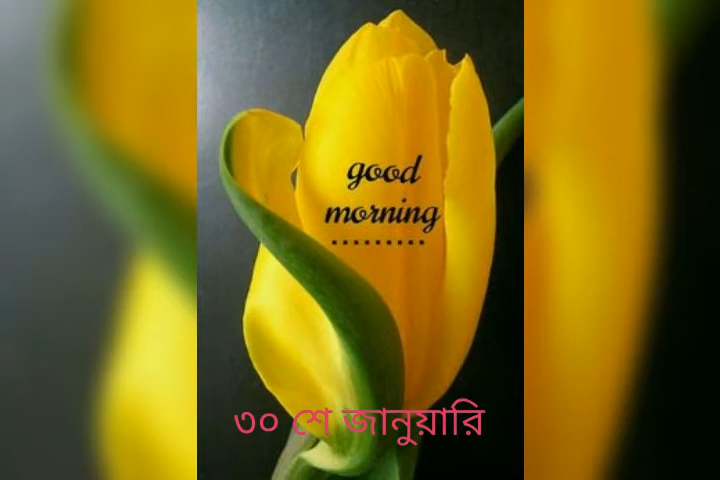 good
morning
.........
৩০ শে জানুয়ারি